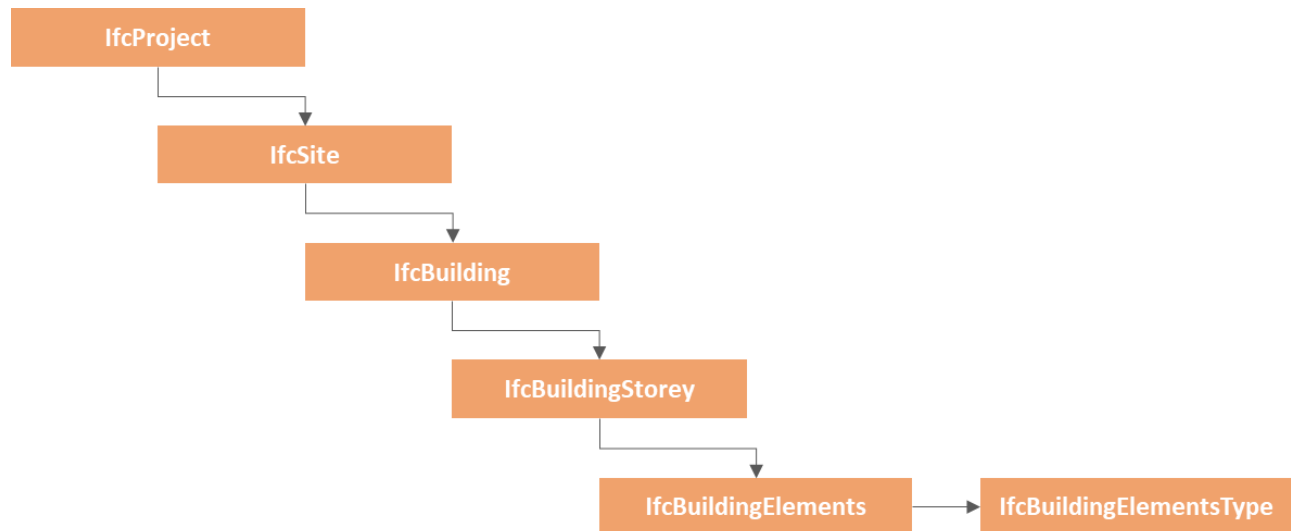 IfcProject
IfcSite
IfcBuilding
IfcBuildingStorey
IfcBuildingElements
IfcBuildingElementsType